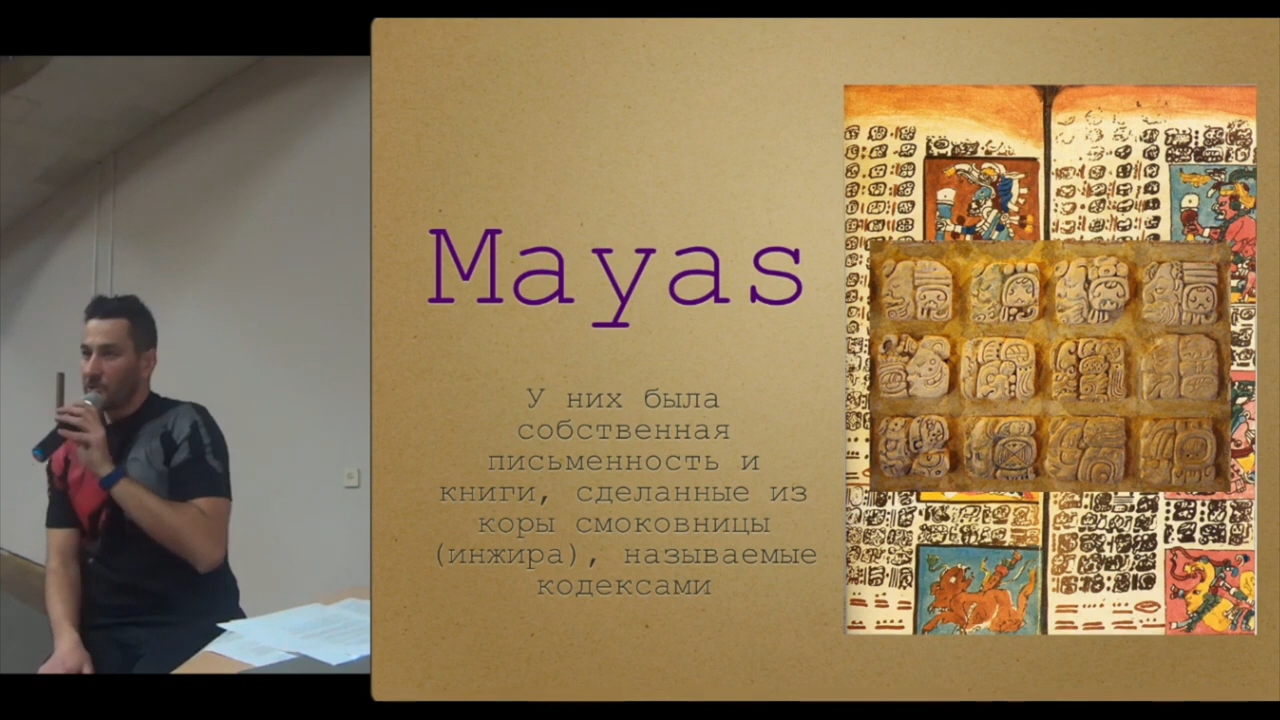 Mayas
У них была
собственная
письменность и
книги, сделанные из
коры смоковницы
(инжира), называемые
кодексами